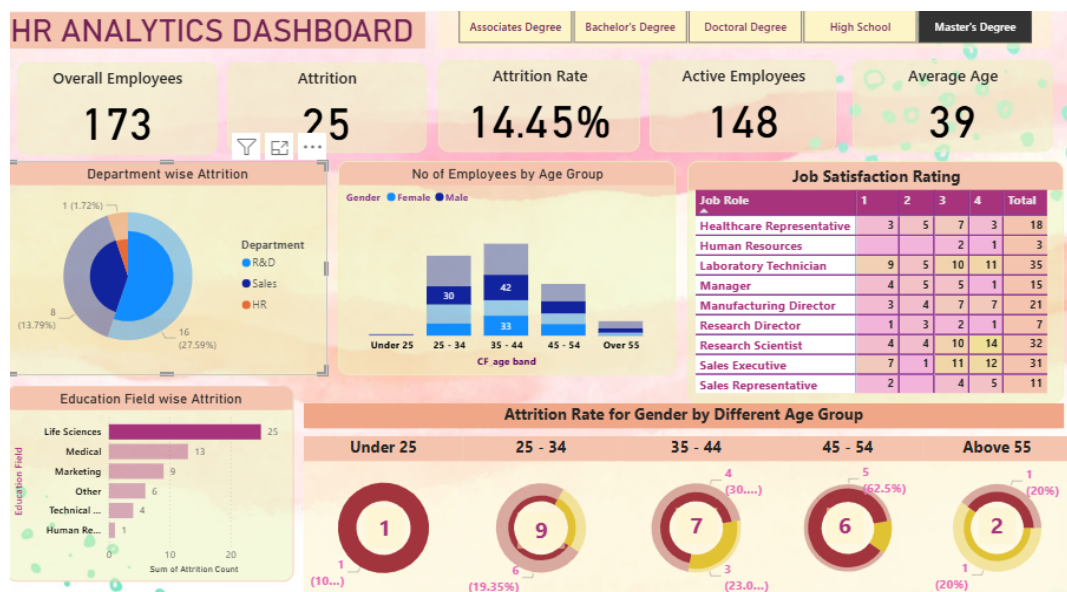 HR ANALYTICS DASHBOARD
Associates Degree
Bachelor's Degree
Doctoral Degree
High School
Master's Degree
Overall Employees
173
Attrition
25
Attrition Rate
14.45%
Active Employees
148
Average Age
39
Department wise Attrition
1 (1.72%)
8
(13.79%)
16
(27.59%)
Department
R&D
Sales
HR
No of Employees by Age Group
Gender Female Male
30
42
33
Under 25 25 - 34 35 - 44 45 - 54 Over 55
CF_age band
Job Satisfaction Rating
Job Role 1 2 3 4 Total
Healthcare Representative 3 5 7 3 18
Human Resources 2 1 3
Laboratory Technician 9 5 10 11 35
Manager 4 5 5 1 15
Manufacturing Director 3 4 7 7 21
Research Director 1 3 2 1 7
Research Scientist 4 4 10 14 32
Sales Executive 7 1 11 12 31
Sales Representative 2 4 5 11
Education Field wise Attrition
Education Field
Life Sciences 25
Medical 13
Marketing 9
Other 6
Technical ... 4
Human Re... 1
0 10 20
Sum of Attrition Count
Attrition Rate for Gender by Different Age Group
Under 25
1
1
(10...)
25 - 34
9
6
(19.35%)
35 - 44
4
(30....)
7
3
(23.0...)
45 - 54
5
(62.5%)
6
Above 55
1
(20%)
2
1
(20%)